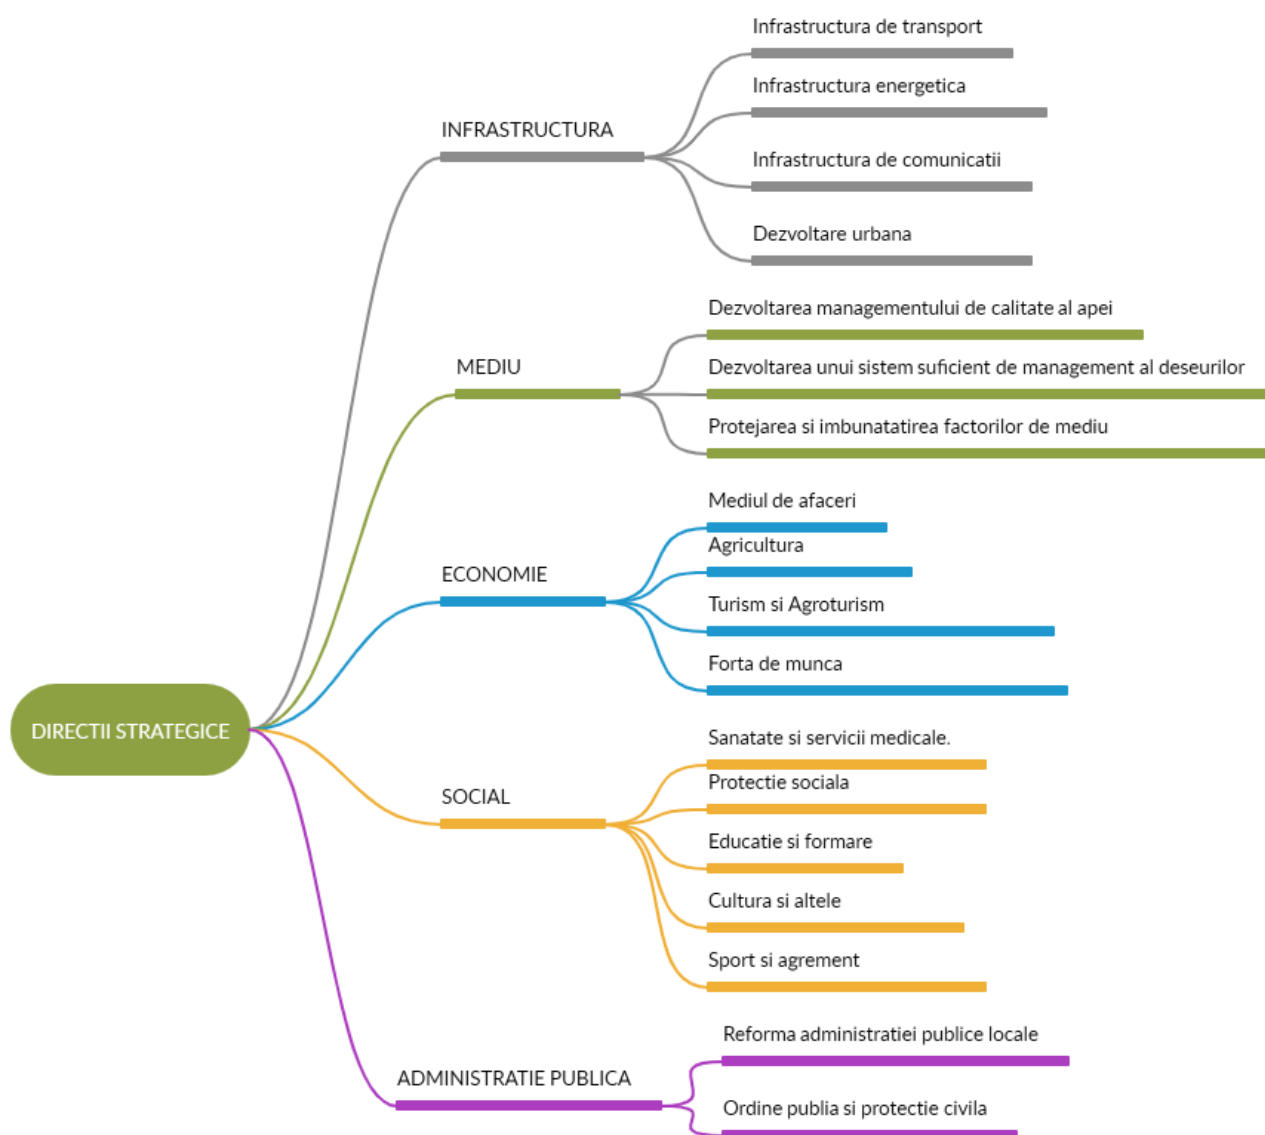 DIRECTII STRATEGICE
INFRASTRUCTURA
Infrastructura de transport
Infrastructura energetica
Infrastructura de comunicatii
Dezvoltare urbana
MEDIU
Dezvoltarea managementului de calitate al apei
Dezvoltarea unui sistem suficient de management al deseurilor
Protejarea si imbunatatirea factorilor de mediu
ECONOMIE
Mediul de afaceri
Agricultura
Turism si Agroturism
Forta de munca
SOCIAL
Sanatate si servicii medicale.
Protectie sociala
Educatie si formare
Cultura si altele
Sport si agrement
ADMINISTRATIE PUBLICA
Reforma administratiei publice locale
Ordine publia si protectie civila